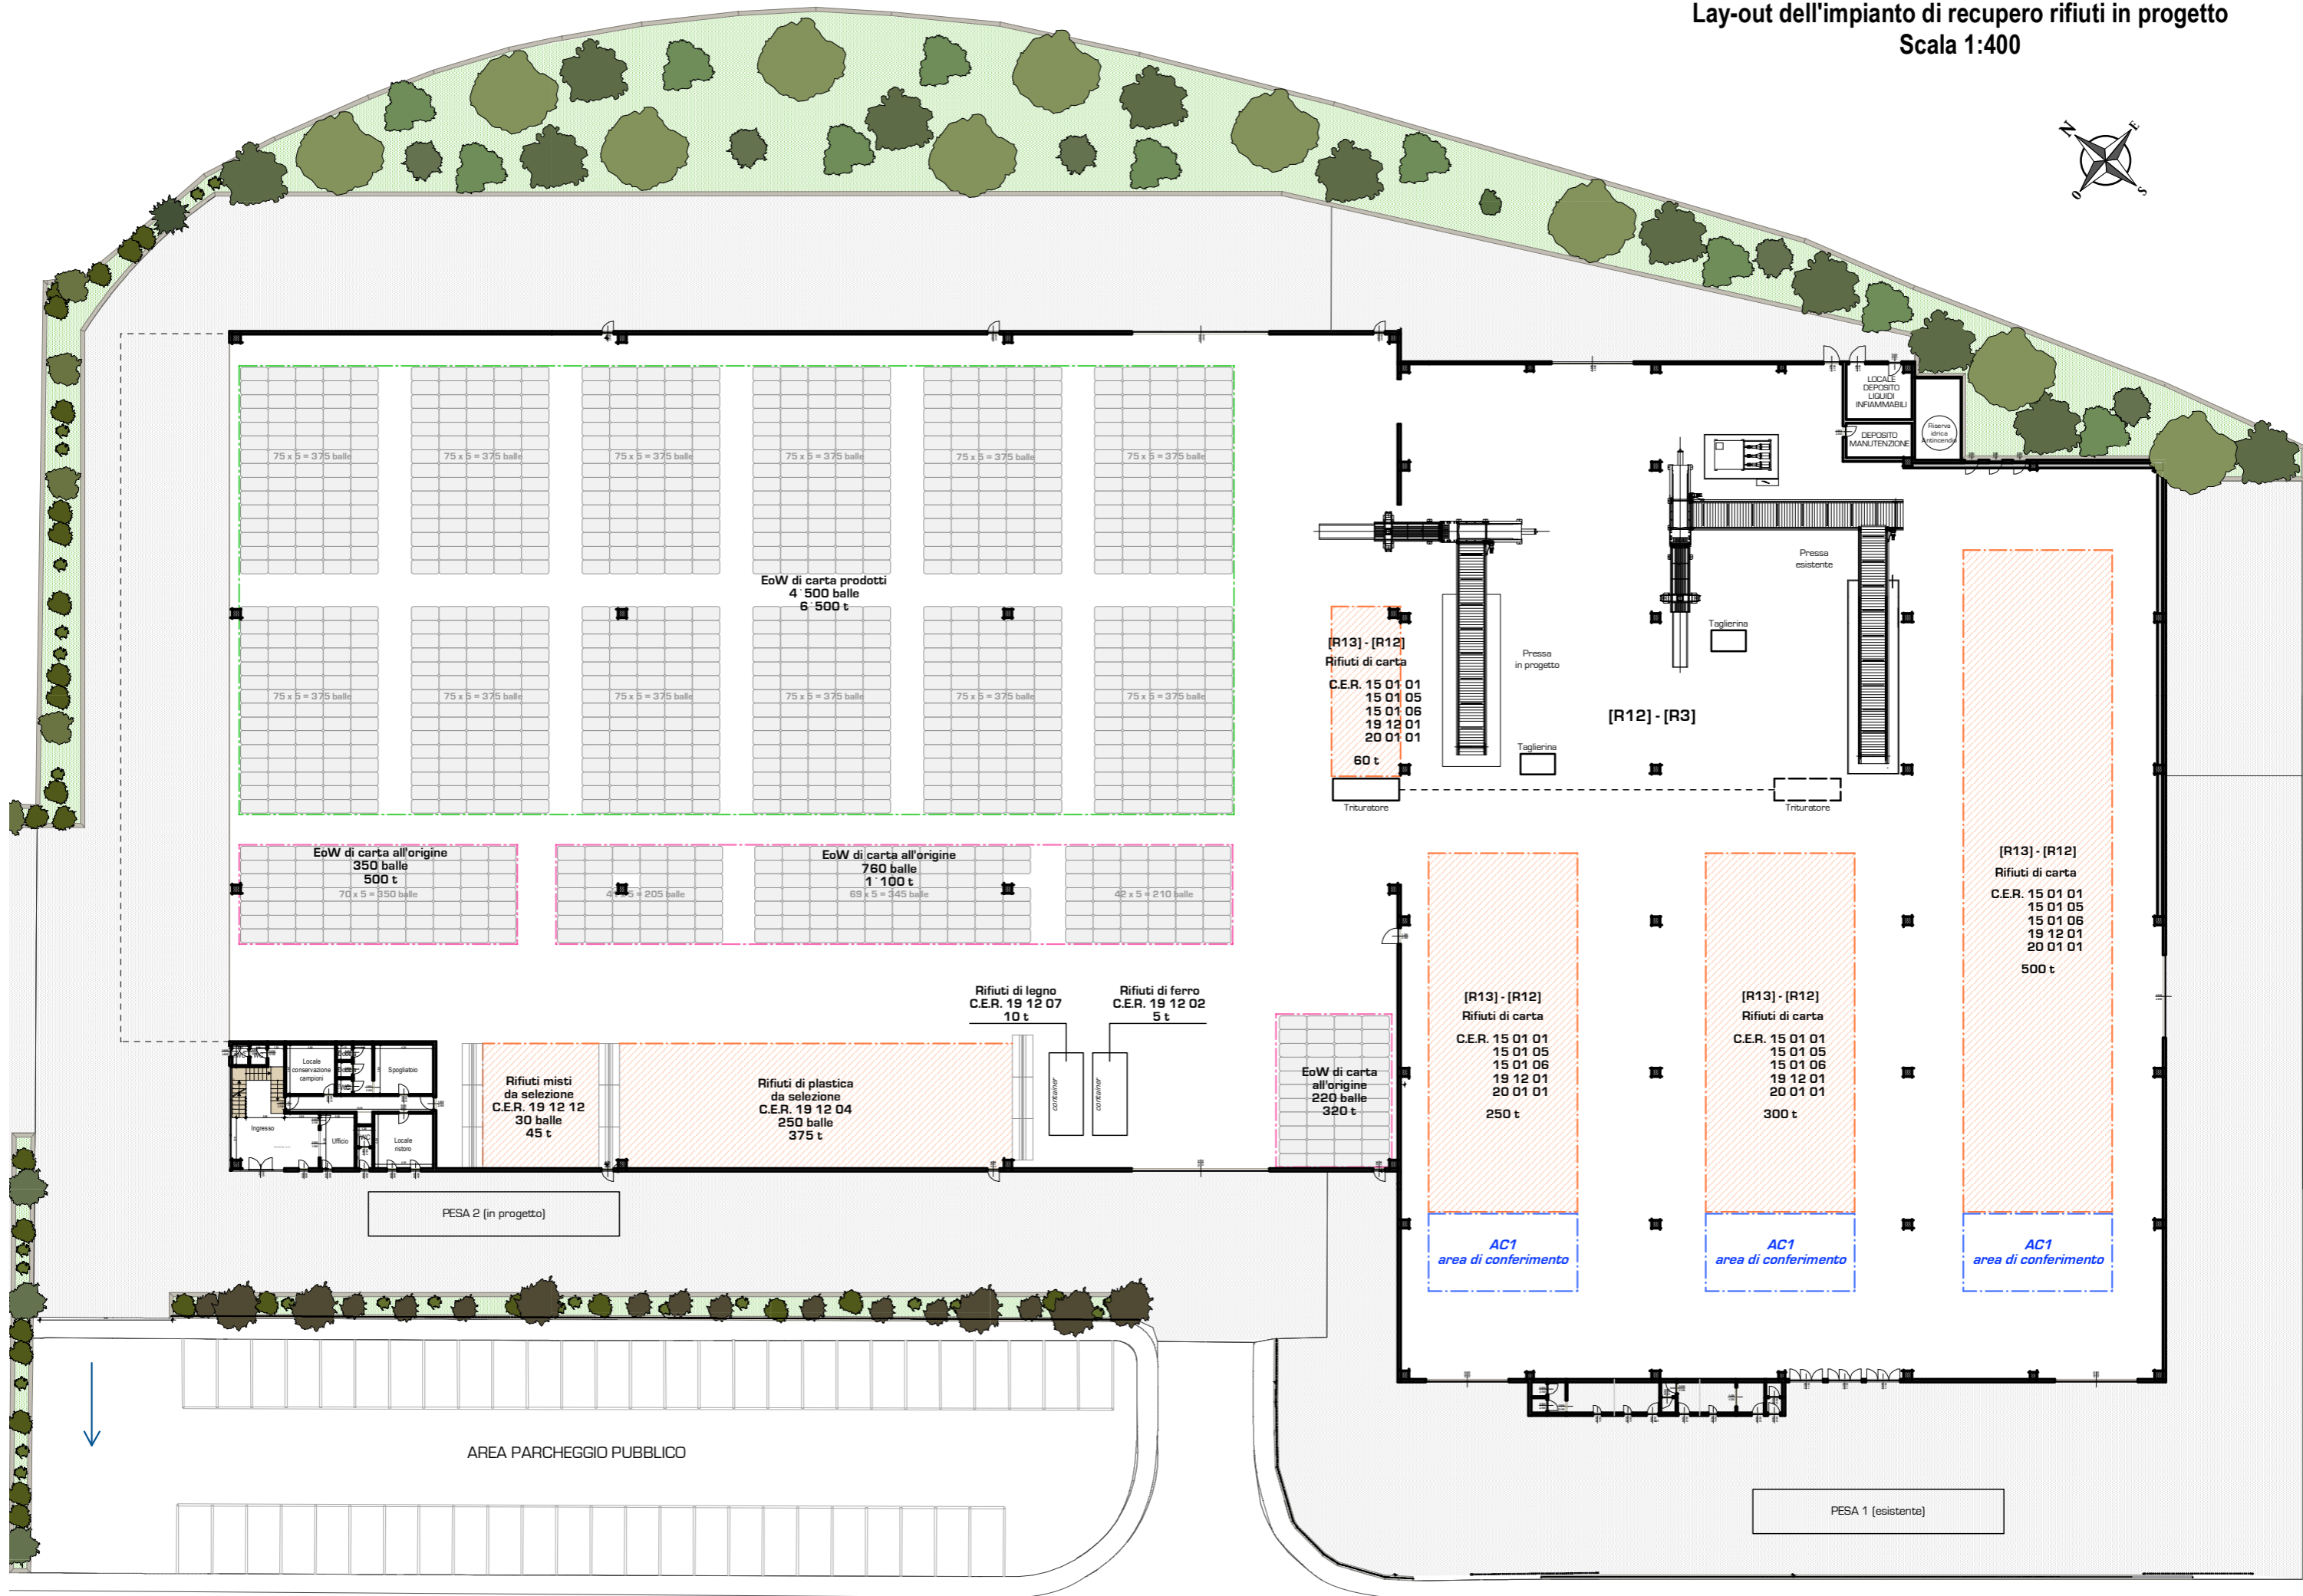 Lay-out dell'impianto di recupero rifiuti in progetto
Scala 1:400
N
E
O
S
LOCALE
DEPOSITO
LIQUIDI
INFIAMMABILI
DEPOSITO
MANUTENZIONE
Riserva
idrica
Antincendio
75 x 5 = 375 balle
75 x 5 = 375 balle
75 x 5 = 375 balle
75 x 5 = 375 balle
75 x 5 = 375 balle
75 x 5 = 375 balle
EoW di carta prodotti
4˙500 balle
6˙500 t
75 x 5 = 375 balle
75 x 5 = 375 balle
75 x 5 = 375 balle
75 x 5 = 375 balle
75 x 5 = 375 balle
75 x 5 = 375 balle
Pressa
esistente
Taglierina
Pressa
in progetto
[R13] - [R12]
Rifiuti di carta
C.E.R. 15 01 01
15 01 05
15 01 06
19 12 01
20 01 01
60 t
[R12] - [R3]
Taglierina
Trituratore
Trituratore
EoW di carta all'origine
350 balle
500 t
70 x 5 = 350 balle
EoW di carta all'origine
760 balle
1˙100 t
x 5 = 205 balle
69 x 5 = 345 balle
42 x 5 = 210 balle
[R13] - [R12]
Rifiuti di carta
C.E.R. 15 01 01
15 01 05
15 01 06
19 12 01
20 01 01
500 t
Rifiuti di legno
C.E.R. 19 12 07
10 t
Rifiuti di ferro
C.E.R. 19 12 02
5 t
container
container
[R13] - [R12]
Rifiuti di carta
C.E.R. 15 01 01
15 01 05
15 01 06
19 12 01
20 01 01
250 t
[R13] - [R12]
Rifiuti di carta
C.E.R. 15 01 01
15 01 05
15 01 06
19 12 01
20 01 01
300 t
Locale
conservazione
campioni
Spogliatoio
Ingresso
Ufficio
Locale
ristoro
Rifiuti misti
da selezione
C.E.R. 19 12 12
30 balle
45 t
Rifiuti di plastica
da selezione
C.E.R. 19 12 04
250 balle
375 t
EoW di carta
all'origine
220 balle
320 t
PESA 2 (in progetto)
AC1
area di conferimento
AC1
area di conferimento
AC1
area di conferimento
AREA PARCHEGGIO PUBBLICO
PESA 1 (esistente)